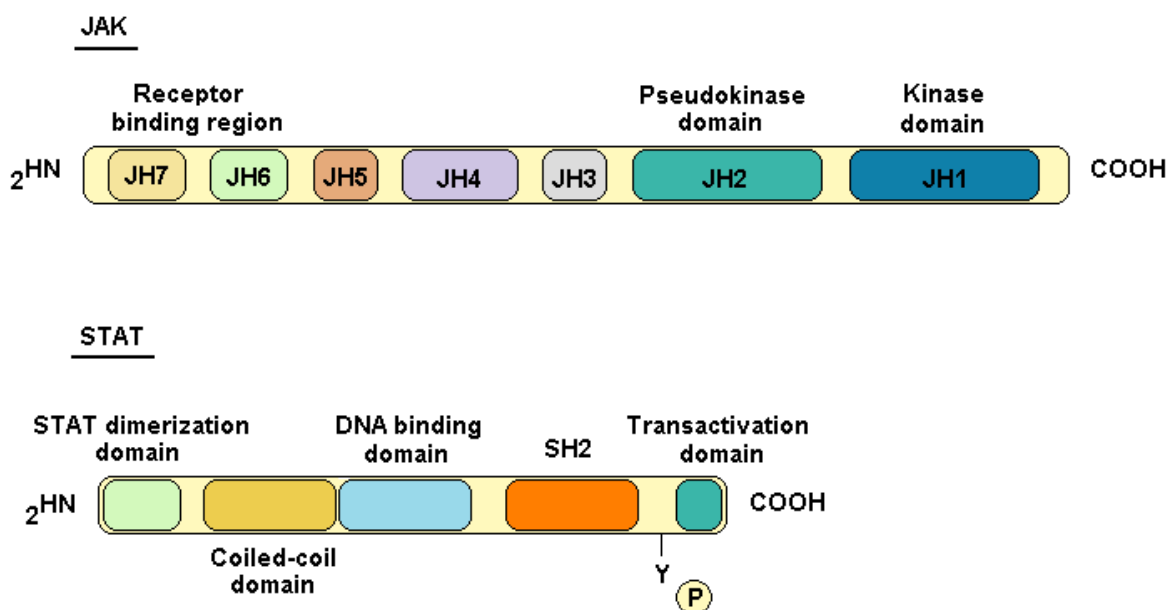 JAK
Receptor
binding region
Pseudokinase
domain
Kinase
domain
2HN
JH7
JH6
JH5
JH4
JH3
JH2
JH1
COOH
STAT
STAT dimerization
domain
DNA binding
domain
SH2
Transactivation
domain
2HN
COOH
Coiled-coil
domain
Y
P